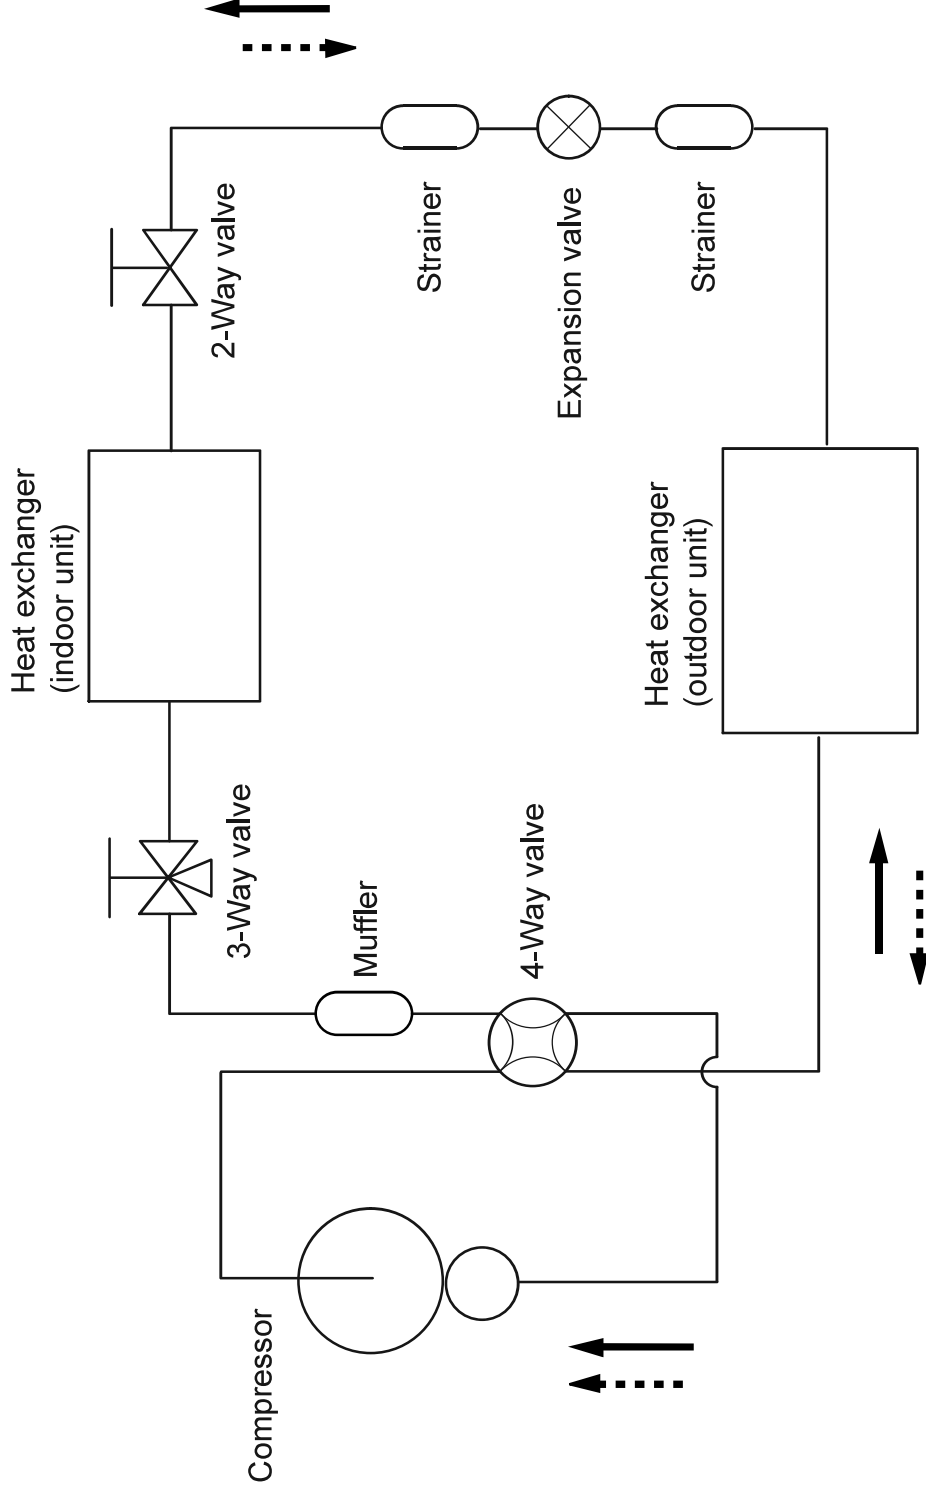 Heat exchanger
(indoor unit)
2-Way valve
3-Way valve
Muffler
4-Way valve
Strainer
Expansion valve
Strainer
Heat exchanger
(outdoor unit)
Compressor